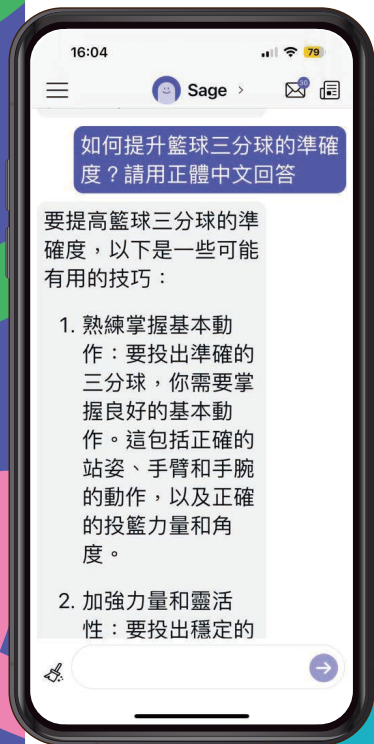 16:04
79
Sage >
30
如何提升籃球三分球的準確
度？請用正體中文回答
要提高籃球三分球的準
確度，以下是一些可能
有用的技巧：
1. 熟練掌握基本動
作：要投出準確的
三分球，你需要掌
握良好的基本動
作。這包括正確的
站姿、手臂和手腕
的動作，以及正確
的投籃力量和角
度。
2. 加強力量和靈活
性：要投出穩定的